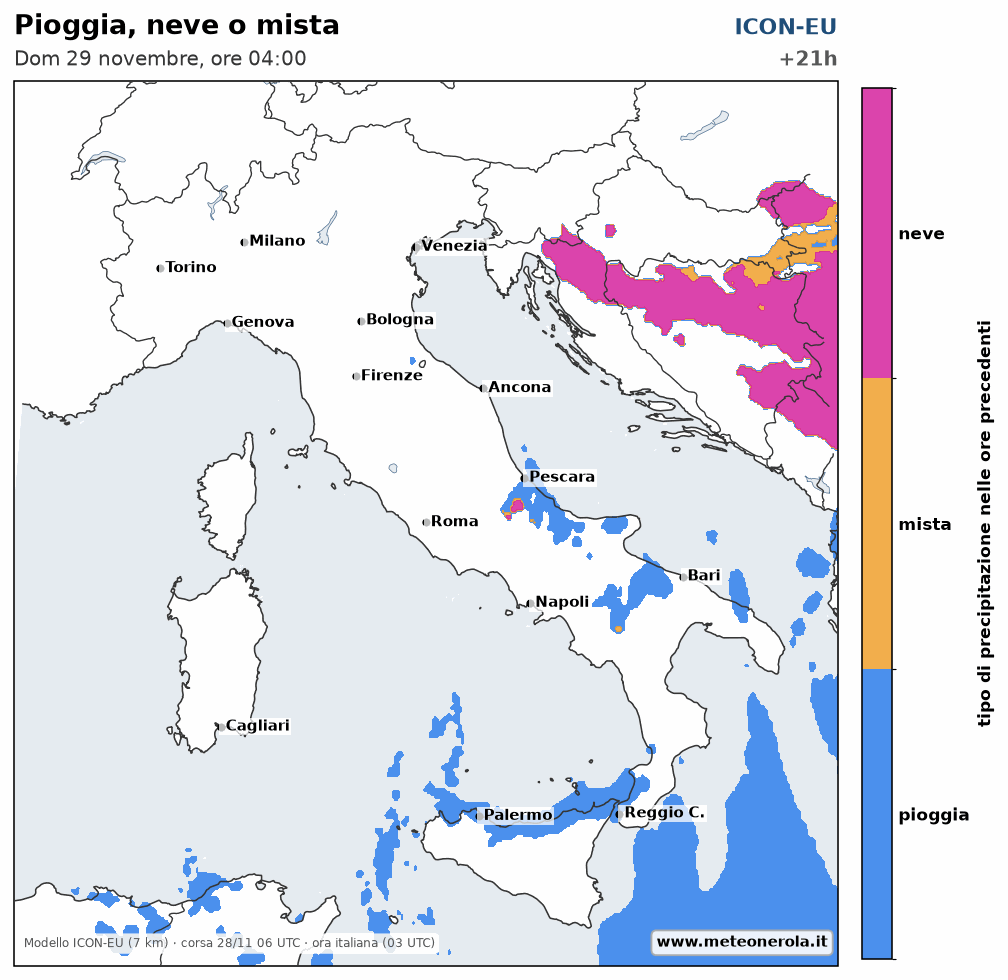 Pioggia, neve o mista
ICON-EU
Dom 29 novembre, ore 04:00
+21h
neve
Milano
Venezia
Torino
Genova
Bologna
Firenze
Ancona
Pescara
Roma
mista
Bari
Napoli
Cagliari
Palermo
Reggio C.
pioggia
tipo di precipitazione nelle ore precedenti
Modello ICON-EU (7 km) · corsa 28/11 06 UTC · ora italiana (03 UTC)
www.meteonerola.it